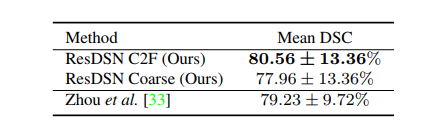 Method Mean DSC
ResDSN C2F (Ours) 80.56 ± 13.36%
ResDSN Coarse (Ours) 77.96 ± 13.36%
Zhou et al. [33] 79.23 ± 9.72%